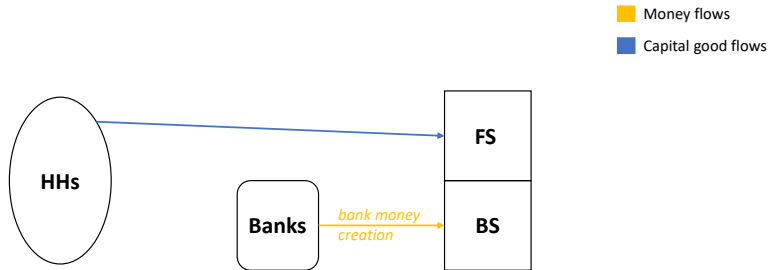 Money flows
Capital good flows
FS
HHs
Banks
bank money
creation
BS